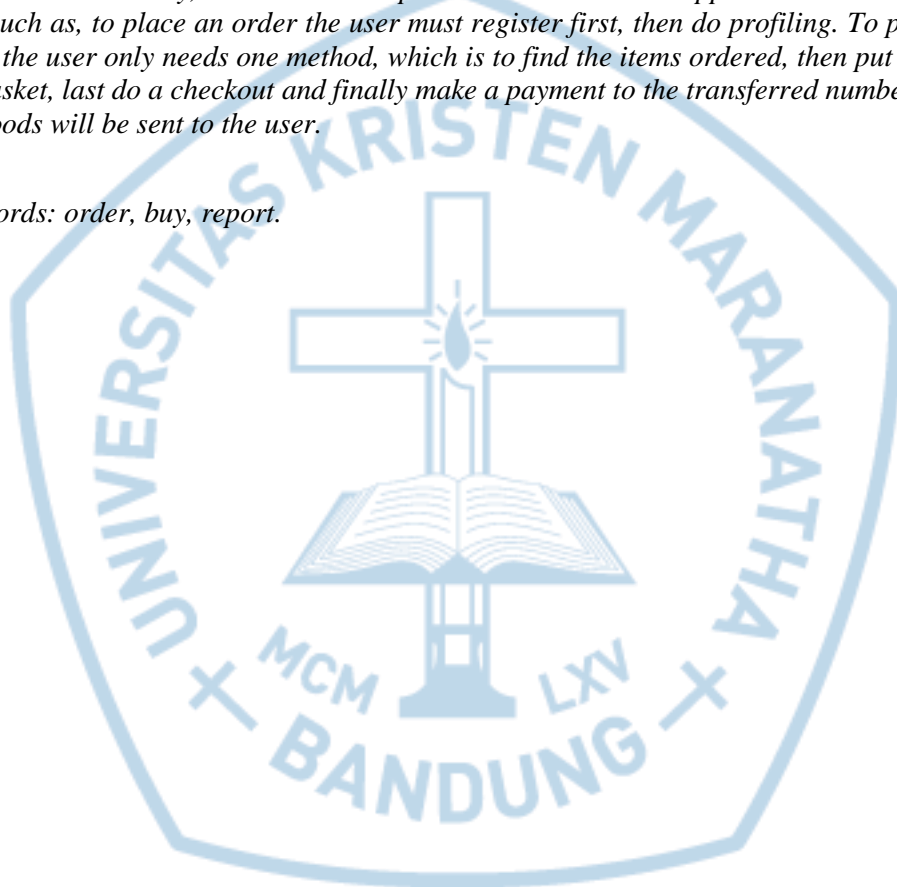 uch as, to place an order the user must register first, then do profiling. To p
the user only needs one method, which is to find the items ordered, then put
sket, last do a checkout and finally make a payment to the transferred numbe
ods will be sent to the user.
ords: order, buy, report.
UNIVERSITAS KRISTEN MARANATHA
MCM LXV
BANDUNG